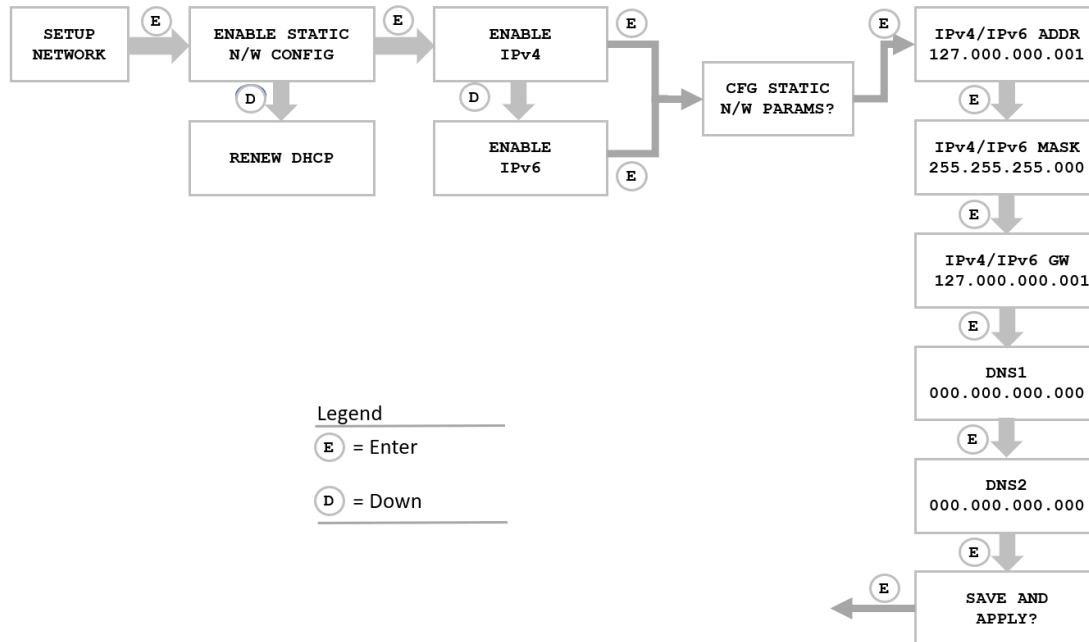 SETUP
NETWORK
E
ENABLE STATIC
N/W CONFIG
D
RENEW DHCP
E
ENABLE
IPv4
D
ENABLE
IPv6
E
E
CFG STATIC
N/W PARAMS?
E
IPv4/IPv6 ADDR
127.000.000.001
E
IPv4/IPv6 MASK
255.255.255.000
E
IPv4/IPv6 GW
127.000.000.001
E
DNS1
000.000.000.000
E
DNS2
000.000.000.000
E
SAVE AND
APPLY?
E
Legend
E = Enter
D = Down